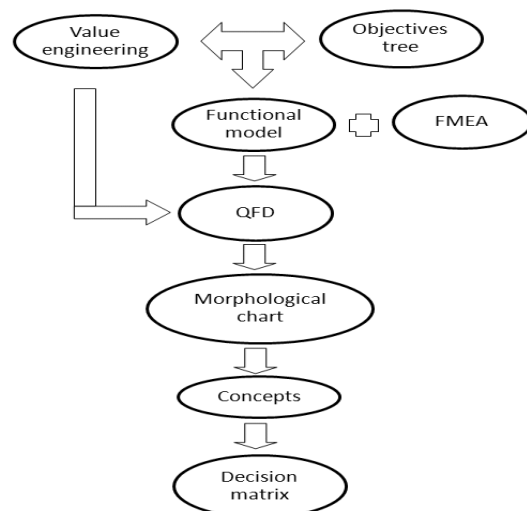 Value
engineering
Objectives
tree
Functional
model
FMEA
QFD
Morphological
chart
Concepts
Decision
matrix